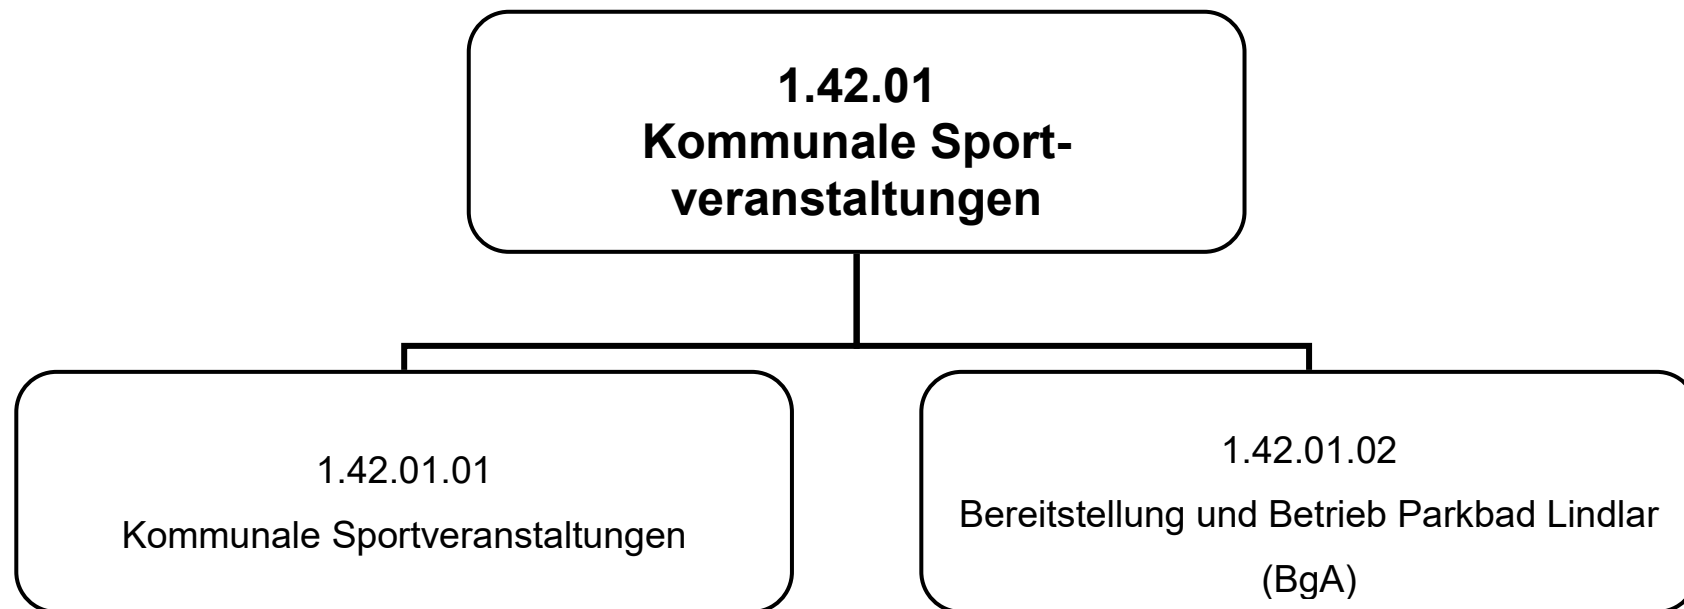 1.42.01
Kommunale Sport-
veranstaltungen
1.42.01.01
Kommunale Sportveranstaltungen
1.42.01.02
Bereitstellung und Betrieb Parkbad Lindlar
(BgA)